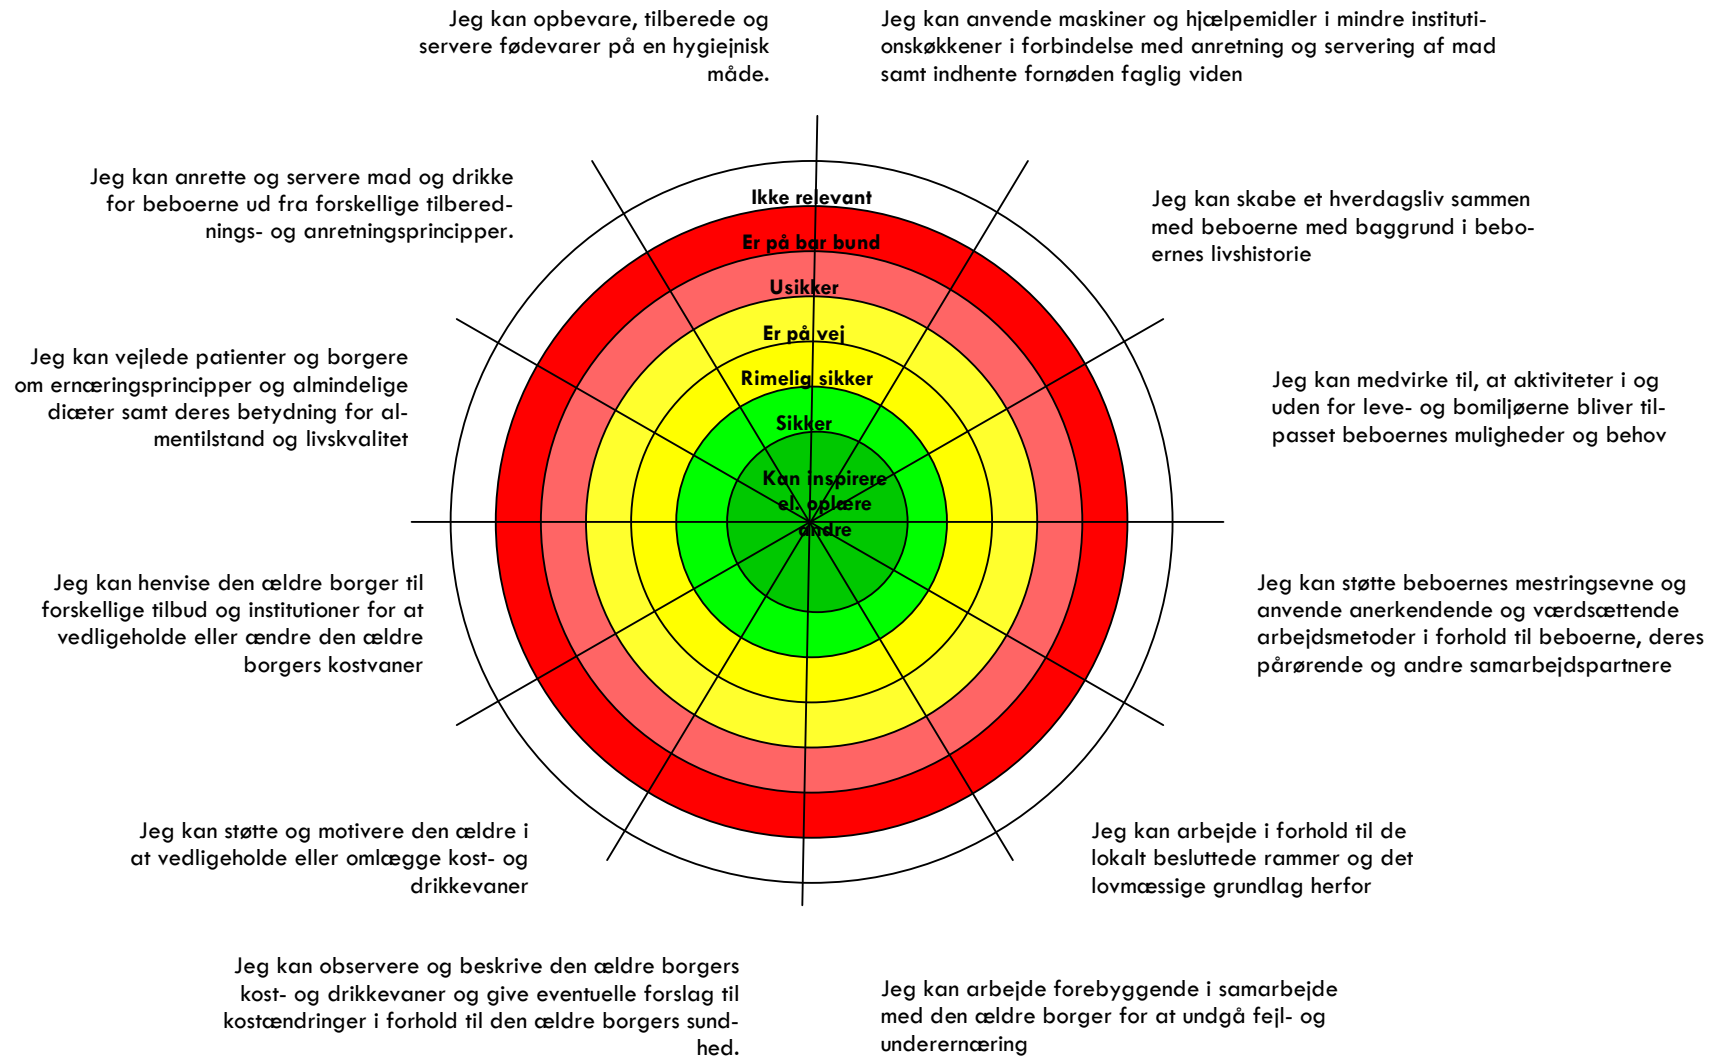 Jeg kan opbevare, tilberede og
servere fødevarer på en hygiejnisk
måde.
Jeg kan anvende maskiner og hjælpemidler i mindre instituti-
onskøkkener i forbindelse med anretning og servering af mad
samt indhente fornøden faglig viden
Jeg kan anrette og servere mad og drikke
for beboerne ud fra forskellige tilbered-
nings- og anretningsprincipper.
Jeg kan skabe et hverdagsliv sammen
med beboerne med baggrund i bebo-
ernes livshistorie
Ikke relevant
Er på bar bund
Usikker
Er på vej
Rimelig sikker
Sikker
Kan inspirere
el. oplære
andre
Jeg kan vejlede patienter og borgere
om ernæringsprincipper og almindelige
diæter samt deres betydning for al-
mentilstand og livskvalitet
Jeg kan medvirke til, at aktiviteter i og
uden for leve- og bomiljøerne bliver til-
passet beboernes muligheder og behov
Jeg kan henvise den ældre borger til
forskellige tilbud og institutioner for at
vedligeholde eller ændre den ældre
borgers kostvaner
Jeg kan støtte beboernes mestringsevne og
anvende anerkendende og værdsættende
arbejdsmetoder i forhold til beboerne, deres
pårørende og andre samarbejdspartnere
Jeg kan støtte og motivere den ældre i
at vedligeholde eller omlægge kost- og
drikkevaner
Jeg kan arbejde i forhold til de
lokalt besluttede rammer og det
lovmæssige grundlag herfor
Jeg kan observere og beskrive den ældre borgers
kost- og drikkevaner og give eventuelle forslag til
kostændringer i forhold til den ældre borgers sund-
hed.
Jeg kan arbejde forebyggende i samarbejde
med den ældre borger for at undgå fejl- og
underernæring